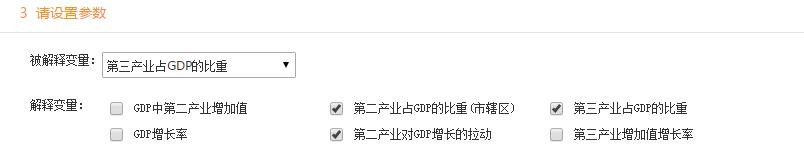 3 请设置参数
被解释变量： 第三产业占GDP的比重
解释变量： GDP中第二产业增加值 第二产业占GDP的比重(市辖区) 第三产业占GDP的比重
GDP增长率 第二产业对GDP增长的拉动 第三产业增加值增长率